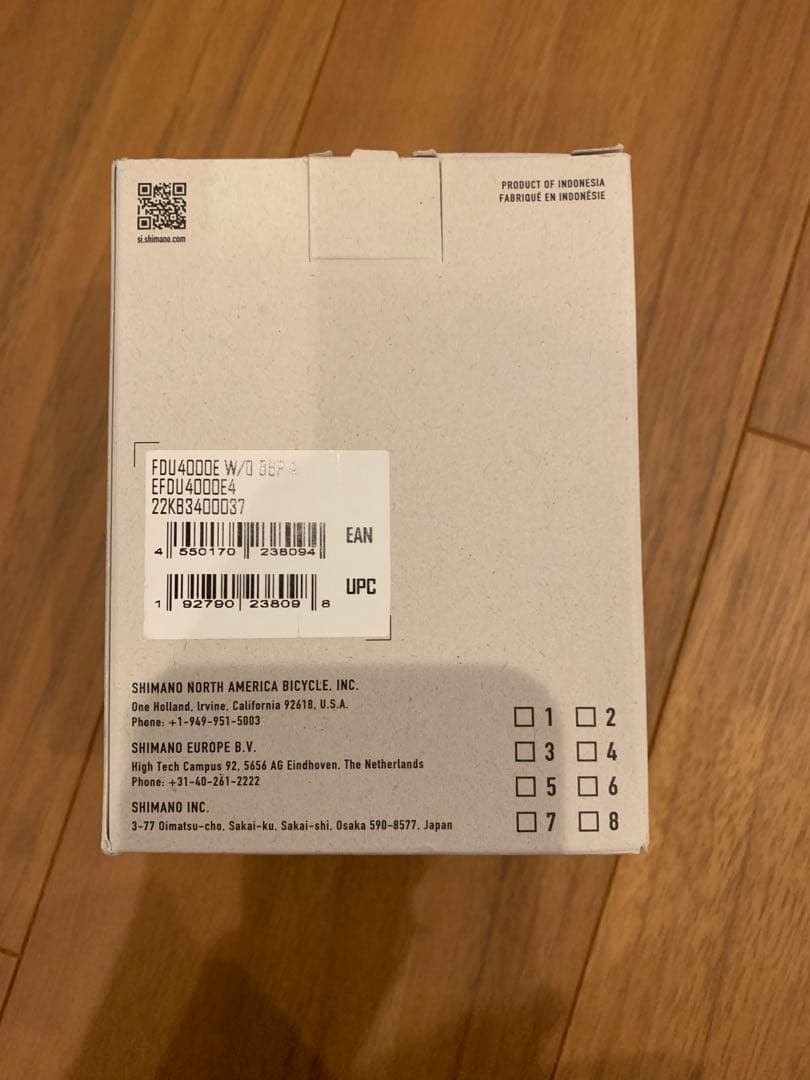 si.shimano.com
PRODUCT OF INDONESIA
FABRIQUÉ EN INDONÉSIE
FDU4000E W/O
EFDU4000E4
22KB3400037
4 550170 238094
EAN
1 92790 23809 8
UPC
SHIMANO NORTH AMERICA BICYCLE, INC.
One Holland, Irvine, California 92618, U.S.A.
Phone: +1-949-951-5003
SHIMANO EUROPE B.V.
High Tech Campus 92, 5656 AG Eindhoven, The Netherlands
Phone: +31-40-261-2222
SHIMANO INC.
3-77 Oimatsu-cho, Sakai-ku, Sakai-shi, Osaka 590-8577, Japan
1 2
3 4
5 6
7 8